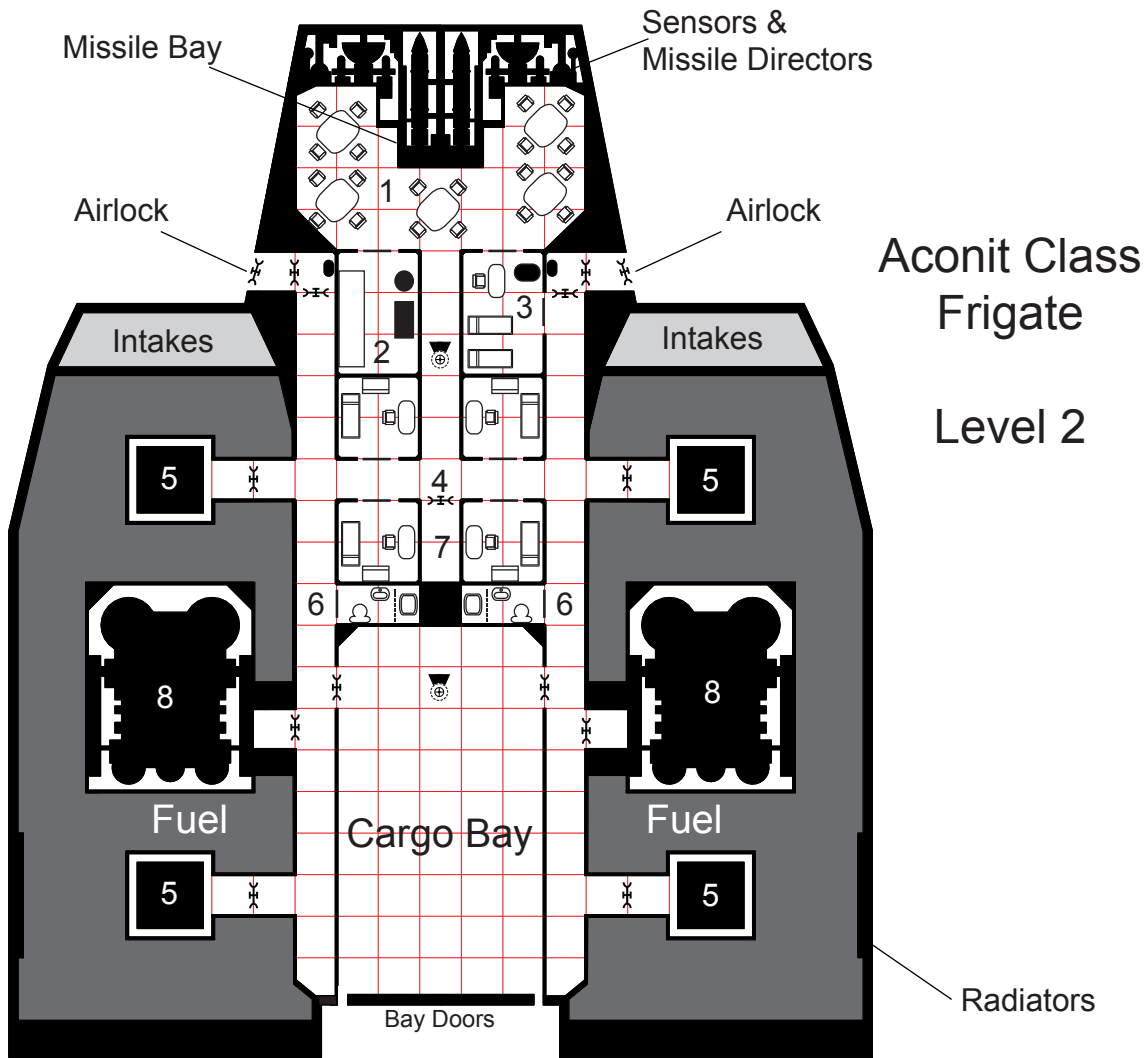 Sensors &
Missile Directors
Missile Bay
1
Airlock
Airlock
Aconit Class
Frigate
Level 2
3
Intakes
2
Intakes
5
4
5
7
6
6
8
8
Fuel
Cargo Bay
Fuel
5
5
Radiators
Bay Doors